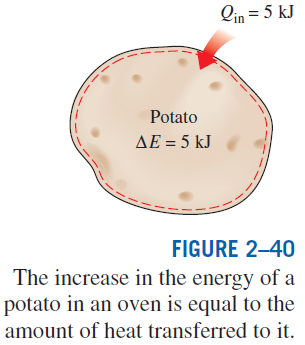 Qin = 5 kJ
Potato
ΔE = 5 kJ
FIGURE 2–40
The increase in the energy of a
potato in an oven is equal to the
amount of heat transferred to it.